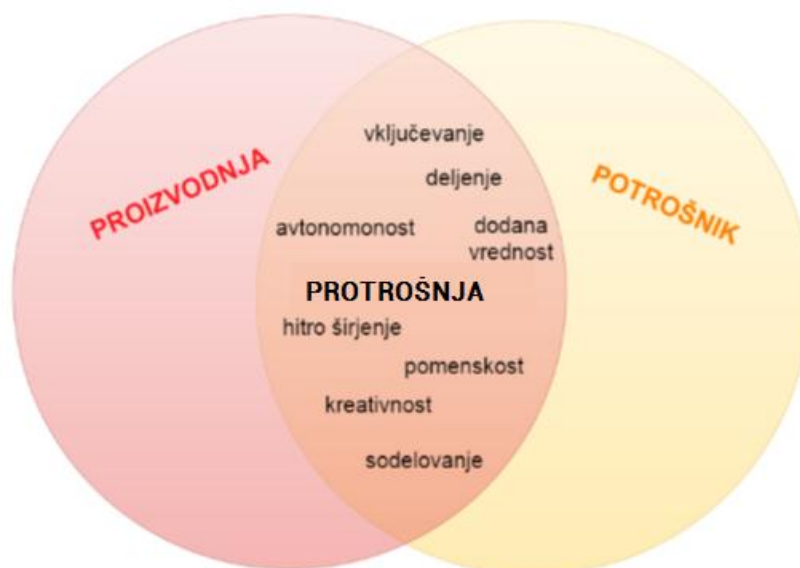 vključevanje
deljenje
PROIZVODNJA
POTROŠNIK
avtonomonost
dodana
vrednost
PROTROŠNJA
hitro širjenje
pomenskost
kreativnost
sodelovanje